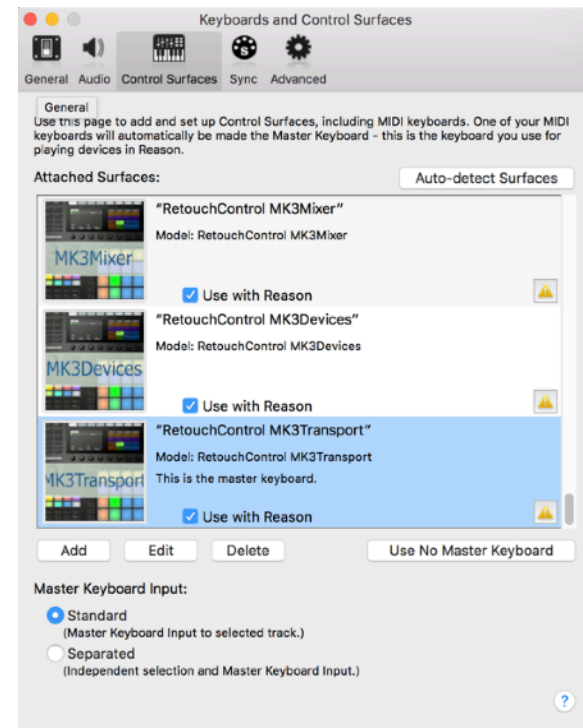 Keyboards and Control Surfaces
General Audio Control Surfaces Sync Advanced
General
Use this page to add and set up Control Surfaces, including MIDI keyboards. One of your MIDI
keyboards will automatically be made the Master Keyboard - this is the keyboard you use for
playing devices in Reason.
Attached Surfaces:
Auto-detect Surfaces
"RetouchControl MK3Mixer"
Model: RetouchControl MK3Mixer
MK3Mixer
Use with Reason
"RetouchControl MK3Devices"
Model: RetouchControl MK3Devices
MK3Devices
Use with Reason
"RetouchControl MK3Transport"
Model: RetouchControl MK3Transport
MK3Transport
This is the master keyboard.
Use with Reason
Add Edit Delete Use No Master Keyboard
Master Keyboard Input:
Standard
(Master Keyboard Input to selected track.)
Separated
(Independent selection and Master Keyboard Input.)
?